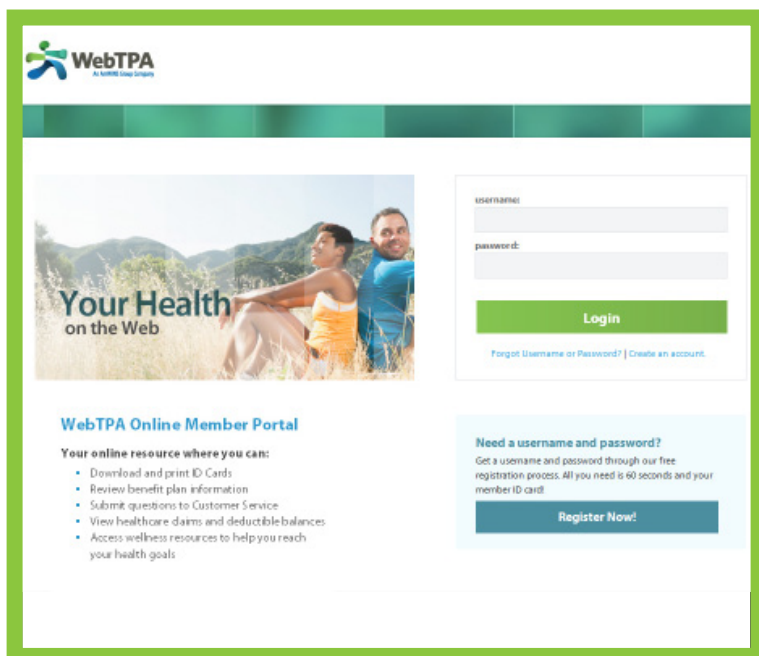 WebTPA
Your Health
on the Web
username:
password:
Login
Forgot Username or Password? | Create an account.
WebTPA Online Member Portal
Your online resource where you can:
• Download and print ID Cards
• Review benefit plan information
• Submit questions to Customer Service
• View healthcare claims and deductible balances
• Access wellness resources to help you reach
your health goals
Need a username and password?
Get a username and password through our free
registration process. All you need is 60 seconds and your
member ID card!
Register Now!